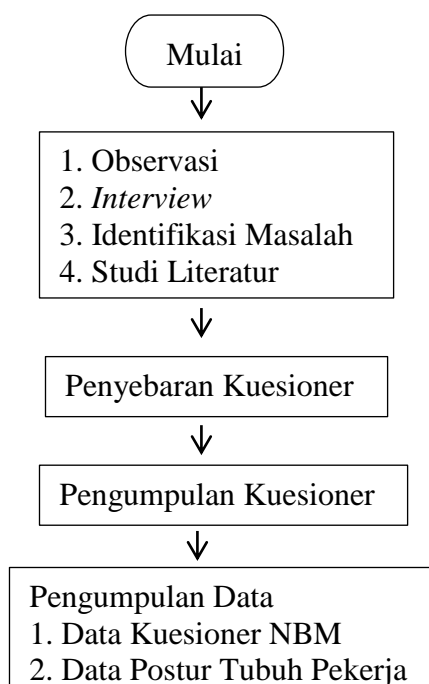 Mulai
1. Observasi
2. Interview
3. Identifikasi Masalah
4. Studi Literatur
Penyebaran Kuesioner
Pengumpulan Kuesioner
Pengumpulan Data
1. Data Kuesioner NBM
2. Data Postur Tubuh Pekerja